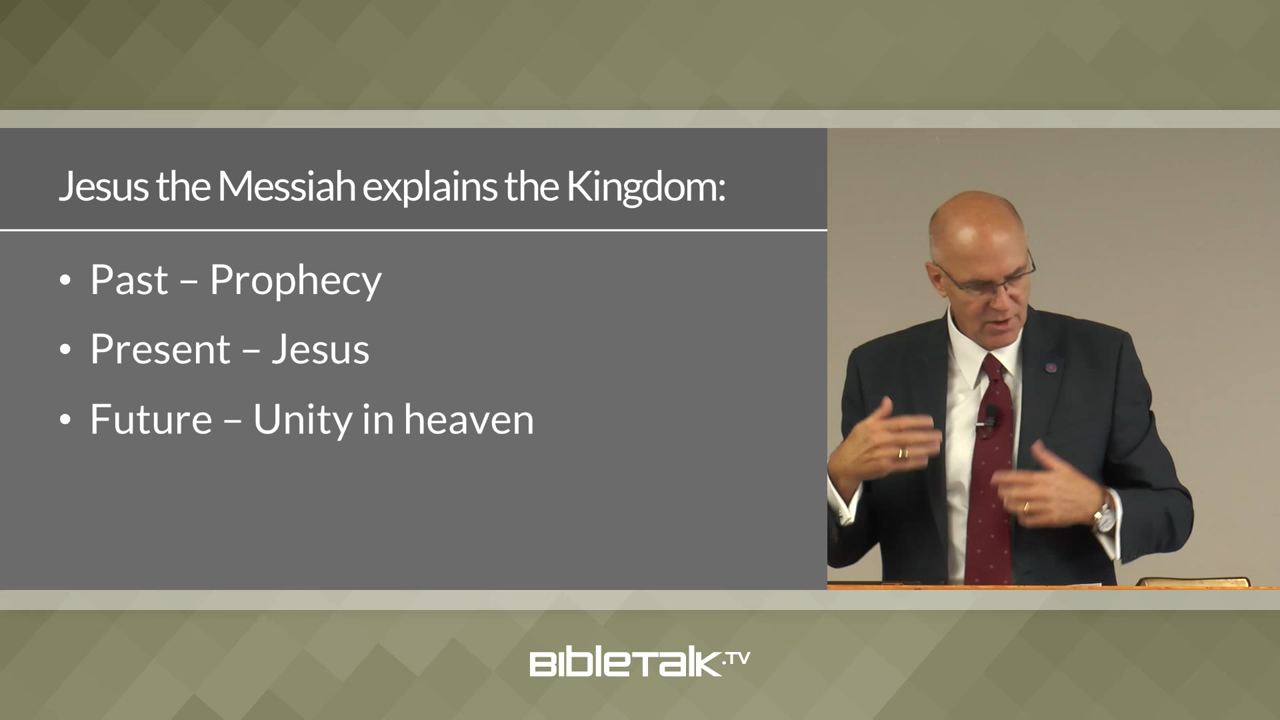 Jesus the Messiah explains the Kingdom:
• Past – Prophecy
• Present – Jesus
• Future – Unity in heaven
BibleTalk.TV